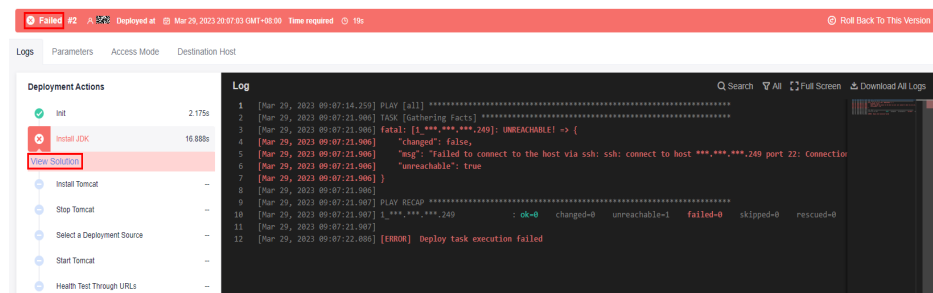 Failed #2 Deployed at Mar 29, 2023 20:07:03 GMT+08:00 Time required 19s Roll Back To This Version
Logs Parameters Access Mode Destination Host
Deployment Actions
Init 2.175s
Install JDK 16.888s
View Solution
Install Tomcat --
Stop Tomcat --
Select a Deployment Source --
Start Tomcat --
Health Test Through URLs --
Log Search All Full Screen Download All Logs
1 [Mar 29, 2023 09:07:14.259] PLAY [all] ******************************************************************
2 [Mar 29, 2023 09:07:21.906] TASK [Gathering Facts] ******************************************************
3 [Mar 29, 2023 09:07:21.906] fatal: [1_***.***.***.249]: UNREACHABLE! => {
4 [Mar 29, 2023 09:07:21.906] "changed": false,
5 [Mar 29, 2023 09:07:21.906] "msg": "Failed to connect to the host via ssh: ssh: connect to host ***.***.***.249 port 22: Connection
6 [Mar 29, 2023 09:07:21.906] "unreachable": true
7 [Mar 29, 2023 09:07:21.906] }
8 [Mar 29, 2023 09:07:21.906]
9 [Mar 29, 2023 09:07:21.907] PLAY RECAP ******************************************************************
10 [Mar 29, 2023 09:07:21.907] 1_***.***.***.249 : ok=0 changed=0 unreachable=1 failed=0 skipped=0 rescued=0
11 [Mar 29, 2023 09:07:21.907]
12 [Mar 29, 2023 09:07:22.086] [ERROR] Deploy task execution failed